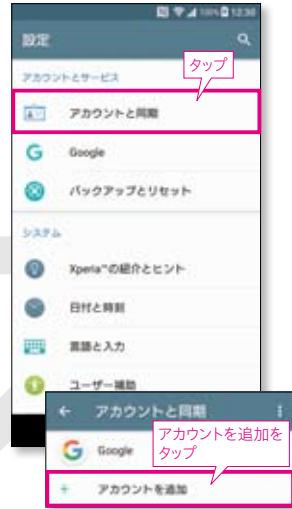 100% 12:30
設定
アカウントとサービス
タップ
アカウントと同期
Google
バックアップとリセット
システム
Xperia™の紹介とヒント
日付と時刻
言語と入力
ユーザー補助
アカウントと同期
アカウントを追加を
タップ
Google
アカウントを追加